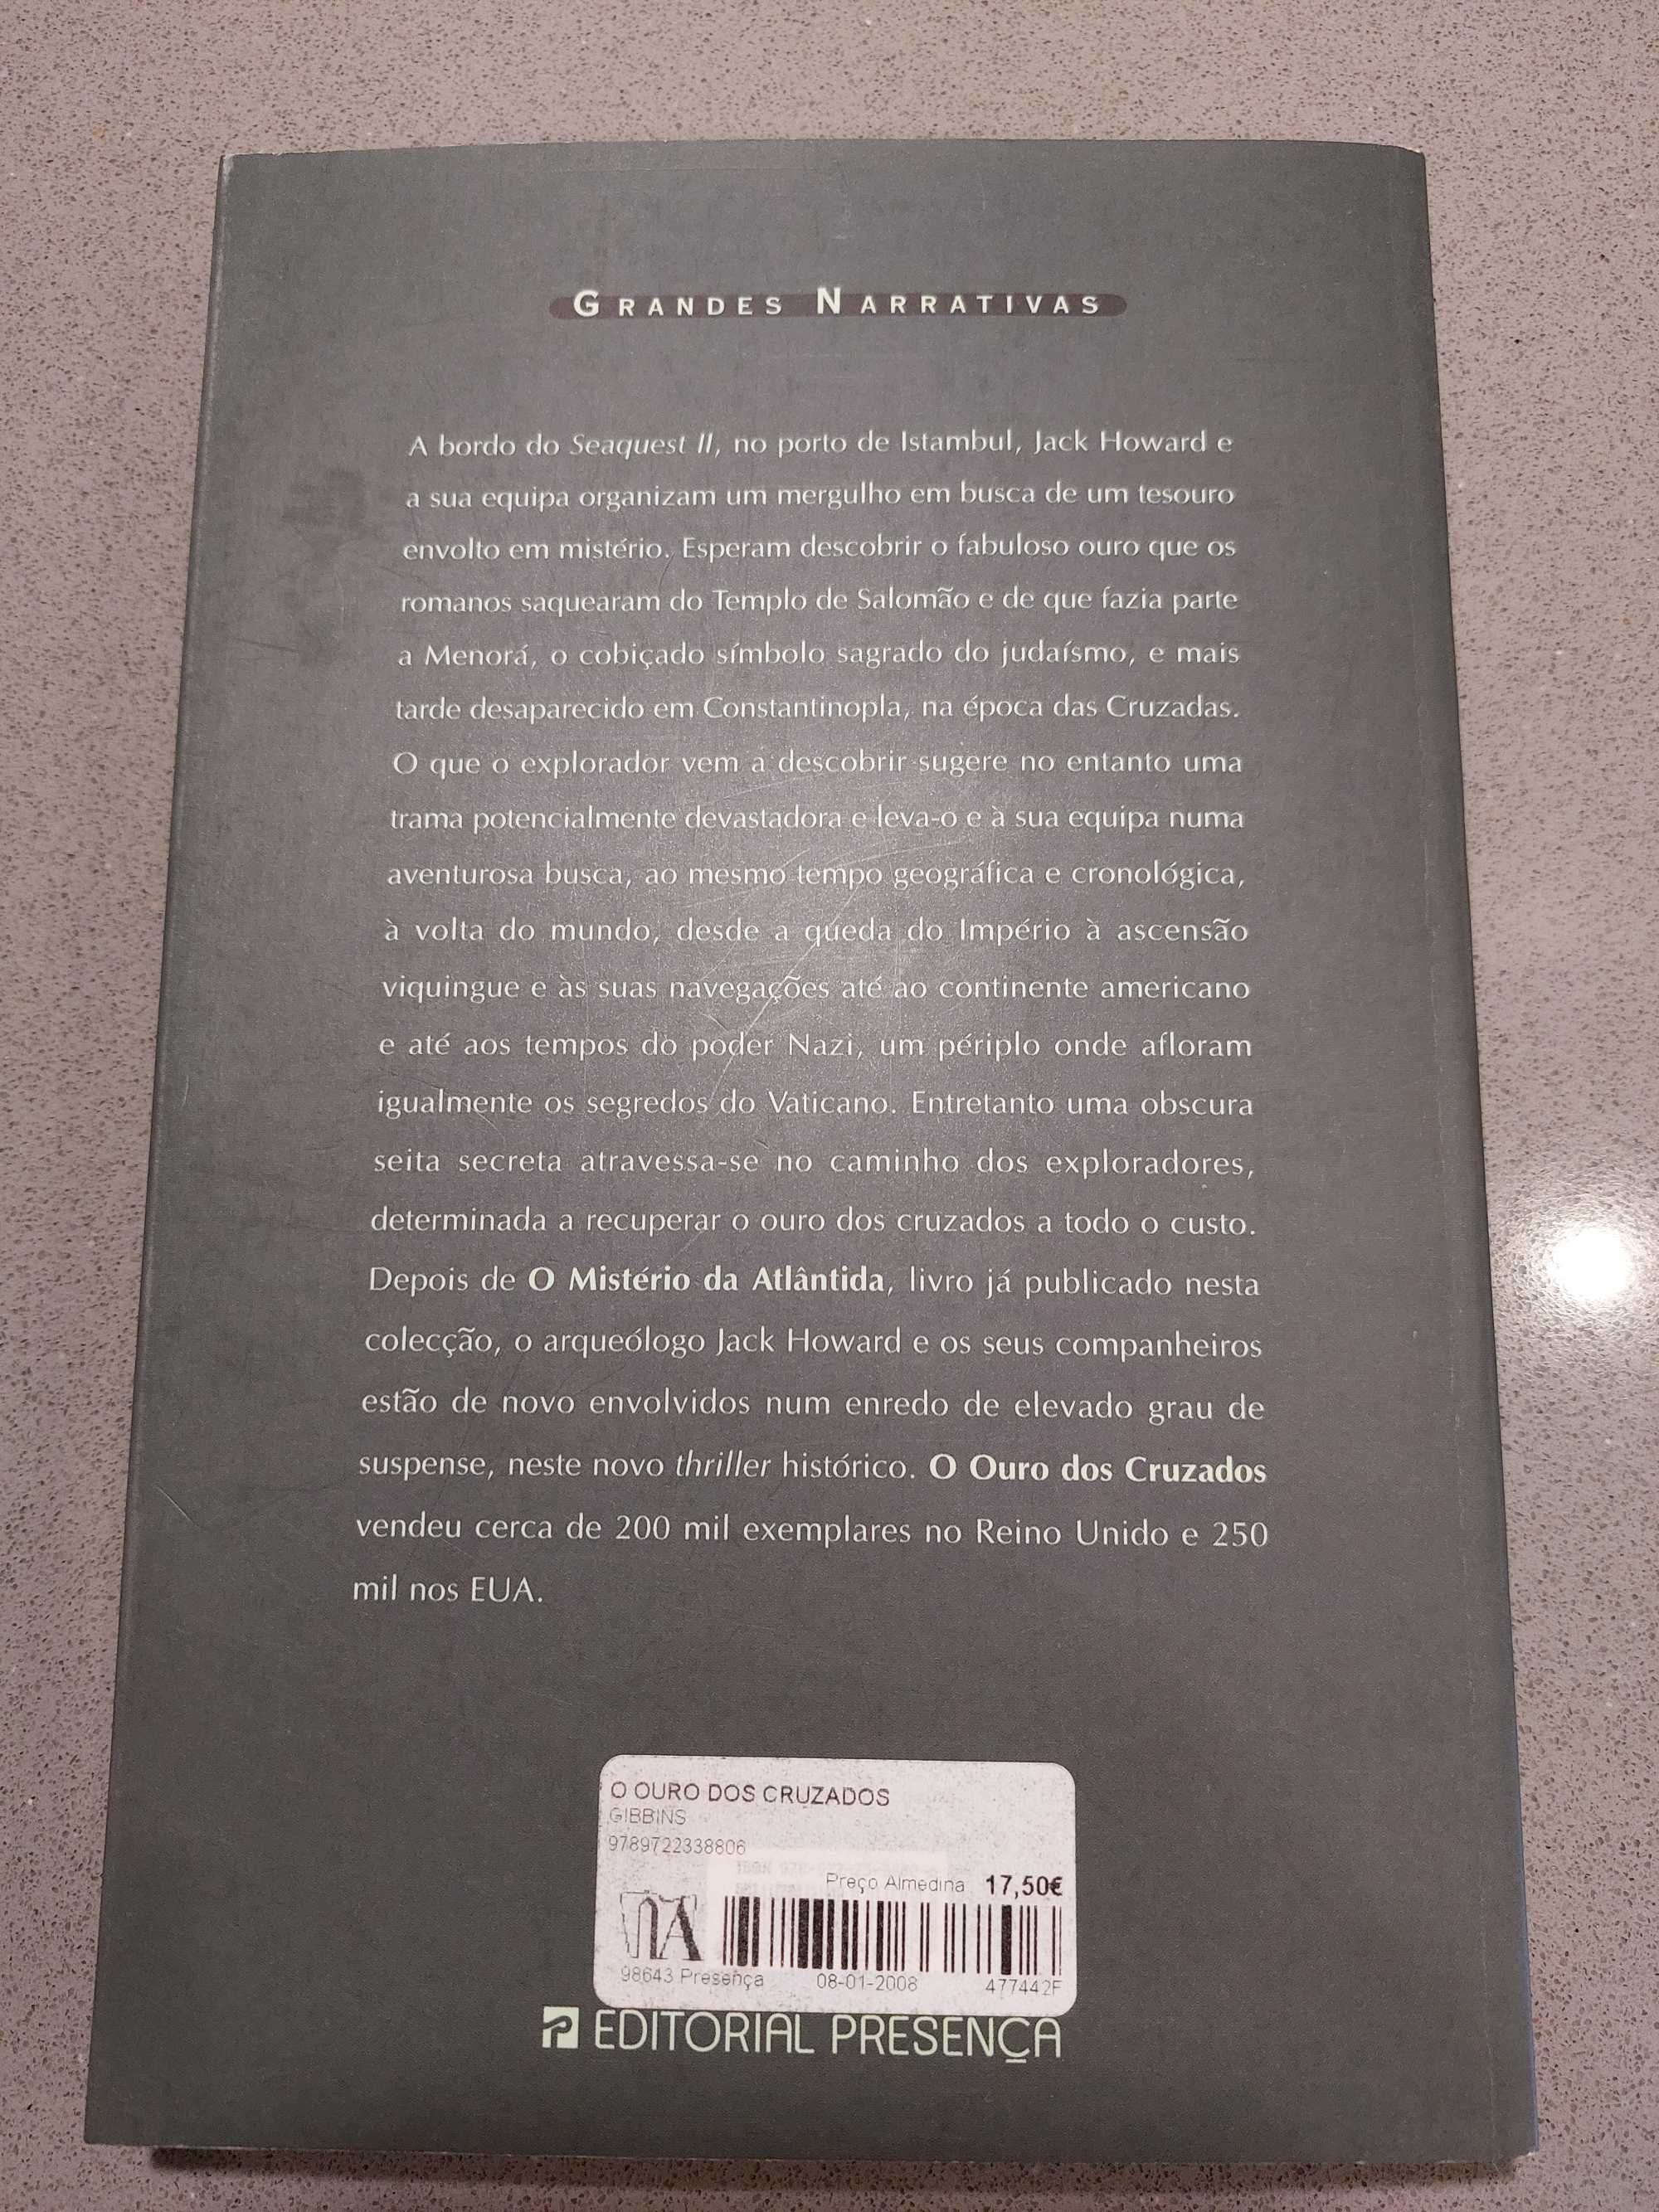 GRANDES NARRATIVAS
A bordo do Seaquest II, no porto de Istambul, Jack Howard e
a sua equipa organizam um mergulho em busca de um tesouro
envolto em mistério. Esperam descobrir o fabuloso ouro que os
romanos saquearam do Templo de Salomão e de que fazia parte
a Menorá, o cobiçado símbolo sagrado do judaísmo, e mais
tarde desaparecido em Constantinopla, na época das Cruzadas.
O que o explorador vem a descobrir sugere no entanto uma
trama potencialmente devastadora e leva-o e à sua equipa numa
aventurosa busca, ao mesmo tempo geográfica e cronológica,
à volta do mundo, desde a queda do Império à ascensão
viquingue e às suas navegações até ao continente americano
e até aos tempos do poder Nazi, um périplo onde afloram
igualmente os segredos do Vaticano. Entretanto uma obscura
seita secreta atravessa-se no caminho dos exploradores,
determinada a recuperar o ouro dos cruzados a todo o custo.
Depois de O Mistério da Atlântida, livro já publicado nesta
colecção, o arqueólogo Jack Howard e os seus companheiros
estão de novo envolvidos num enredo de elevado grau de
suspense, neste novo thriller histórico. O Ouro dos Cruzados
vendeu cerca de 200 mil exemplares no Reino Unido e 250
mil nos EUA.
O OURO DOS CRUZADOS
GIBBINS
9789722338806
Preço Almedina 17,50€
98643 Presença 08-01-2008 477442F
EDITORIAL PRESENÇA